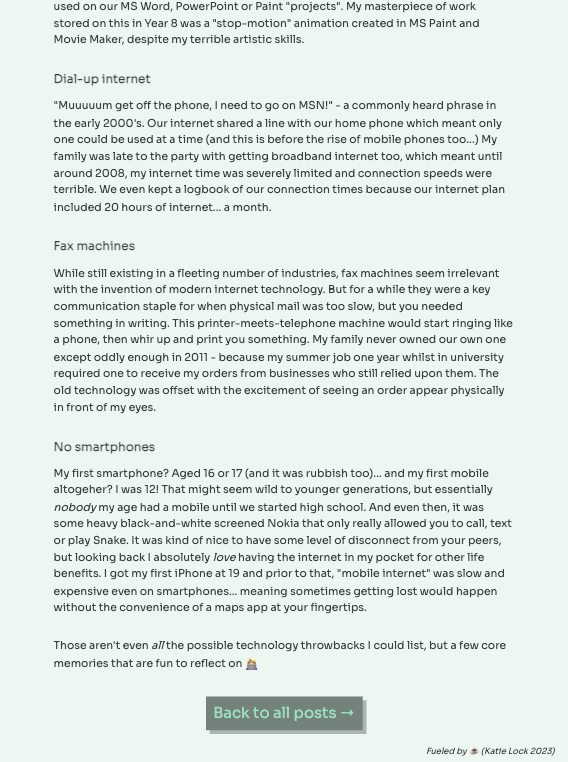 used on our MS Word, PowerPoint or Paint "projects". My masterpiece of work
stored on this in Year 8 was a "stop-motion" animation created in MS Paint and
Movie Maker, despite my terrible artistic skills.
Dial-up internet
"Muuuuum get off the phone, I need to go on MSN!" - a commonly heard phrase in
the early 2000's. Our internet shared a line with our home phone which meant only
one could be used at a time (and this is before the rise of mobile phones too...) My
family was late to the party with getting broadband internet too, which meant until
around 2008, my internet time was severely limited and connection speeds were
terrible. We even kept a logbook of our connection times because our internet plan
included 20 hours of internet... a month.
Fax machines
While still existing in a fleeting number of industries, fax machines seem irrelevant
with the invention of modern internet technology. But for a while they were a key
communication staple for when physical mail was too slow, but you needed
something in writing. This printer-meets-telephone machine would start ringing like
a phone, then whir up and print you something. My family never owned our own one
except oddly enough in 2011 - because my summer job one year whilst in university
required one to receive my orders from businesses who still relied upon them. The
old technology was offset with the excitement of seeing an order appear physically
in front of my eyes.
No smartphones
My first smartphone? Aged 16 or 17 (and it was rubbish too)... and my first mobile
altogeher? I was 12! That might seem wild to younger generations, but essentially
nobody my age had a mobile until we started high school. And even then, it was
some heavy black-and-white screened Nokia that only really allowed you to call, text
or play Snake. It was kind of nice to have some level of disconnect from your peers,
but looking back I absolutely love having the internet in my pocket for other life
benefits. I got my first iPhone at 19 and prior to that, "mobile internet" was slow and
expensive even on smartphones... meaning sometimes getting lost would happen
without the convenience of a maps app at your fingertips.
Those aren't even all the possible technology throwbacks I could list, but a few core
memories that are fun to reflect on 👵
Back to all posts →
Fueled by ☕ (Katie Lock 2023)